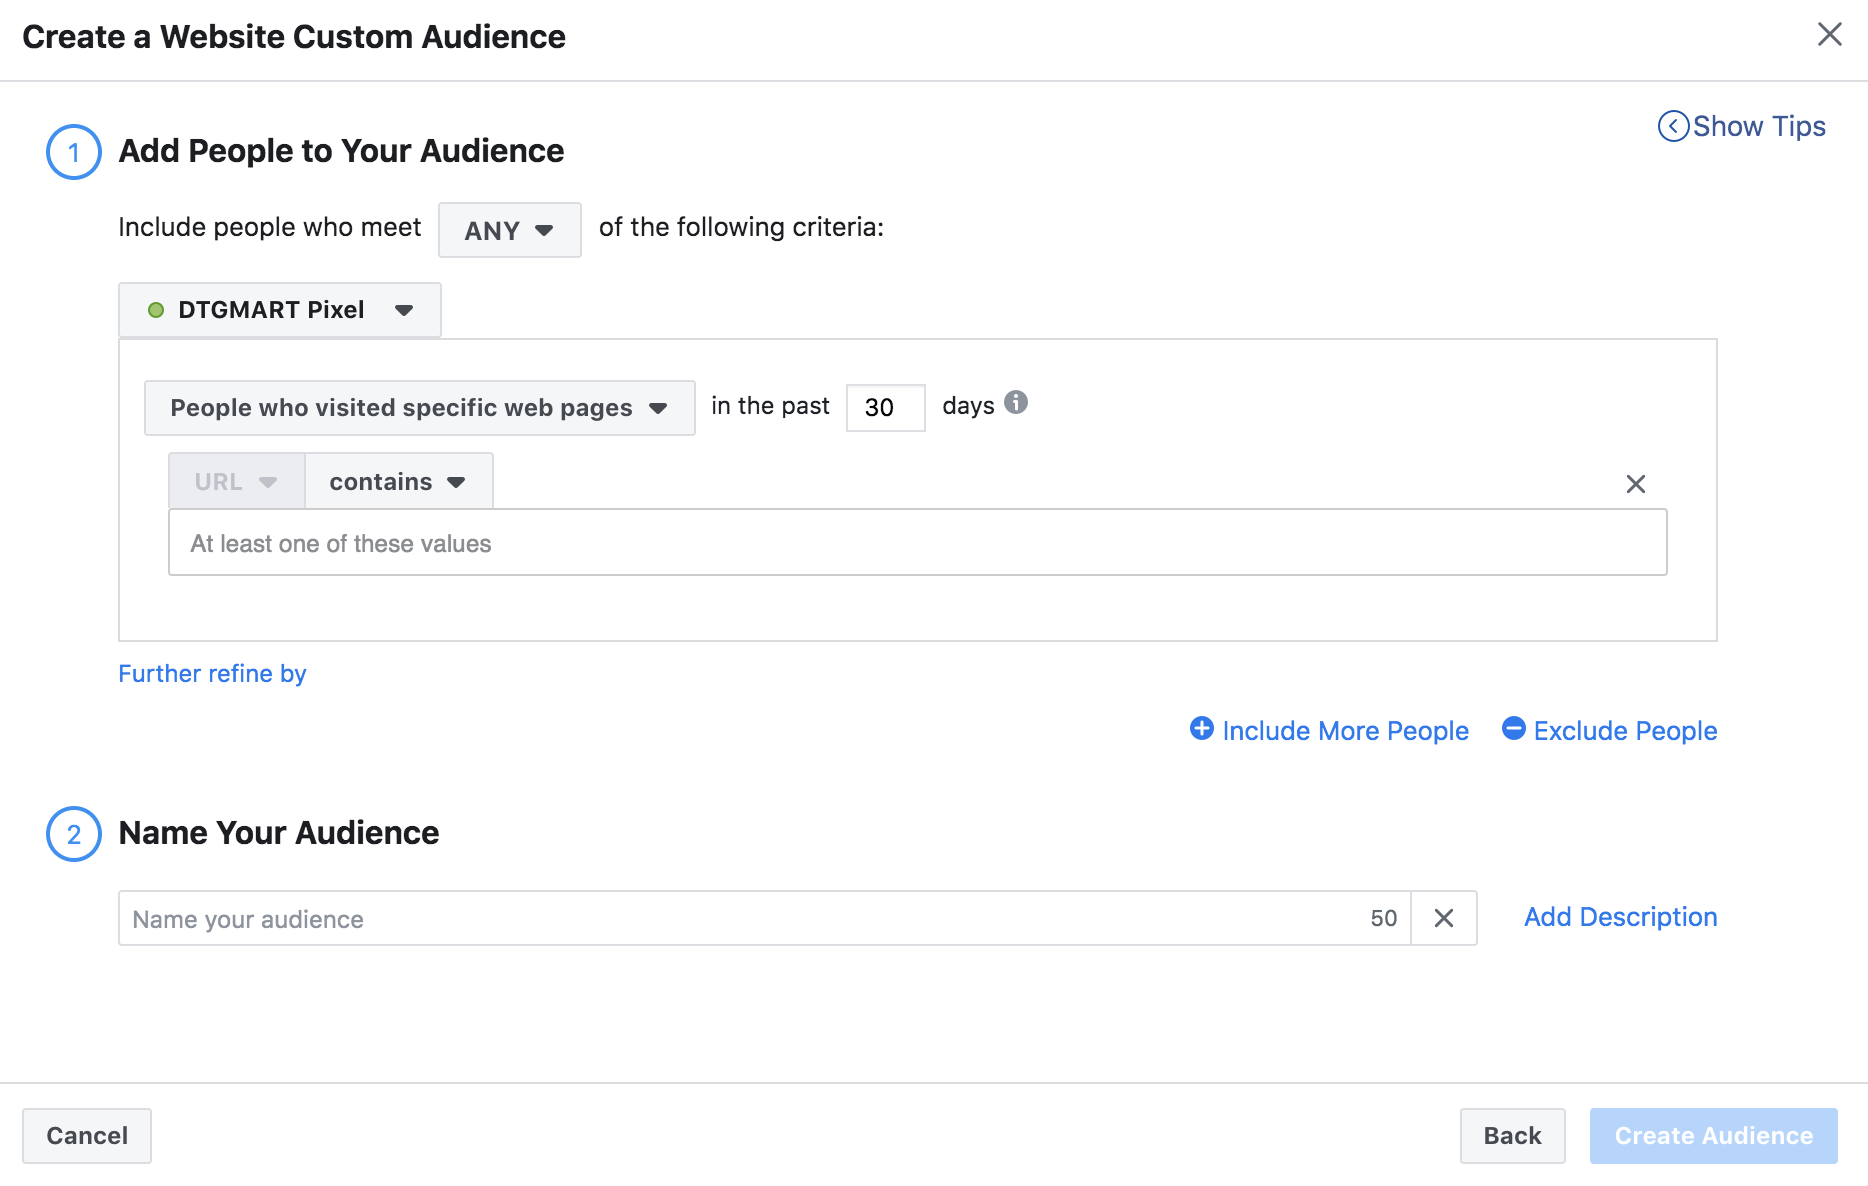 Create a Website Custom Audience
Show Tips
1 Add People to Your Audience
Include people who meet ANY of the following criteria:
DTGMART Pixel
People who visited specific web pages in the past 30 days
URL contains
At least one of these values
Further refine by
Include More People Exclude People
2 Name Your Audience
Name your audience 50 Add Description
Cancel Back Create Audience